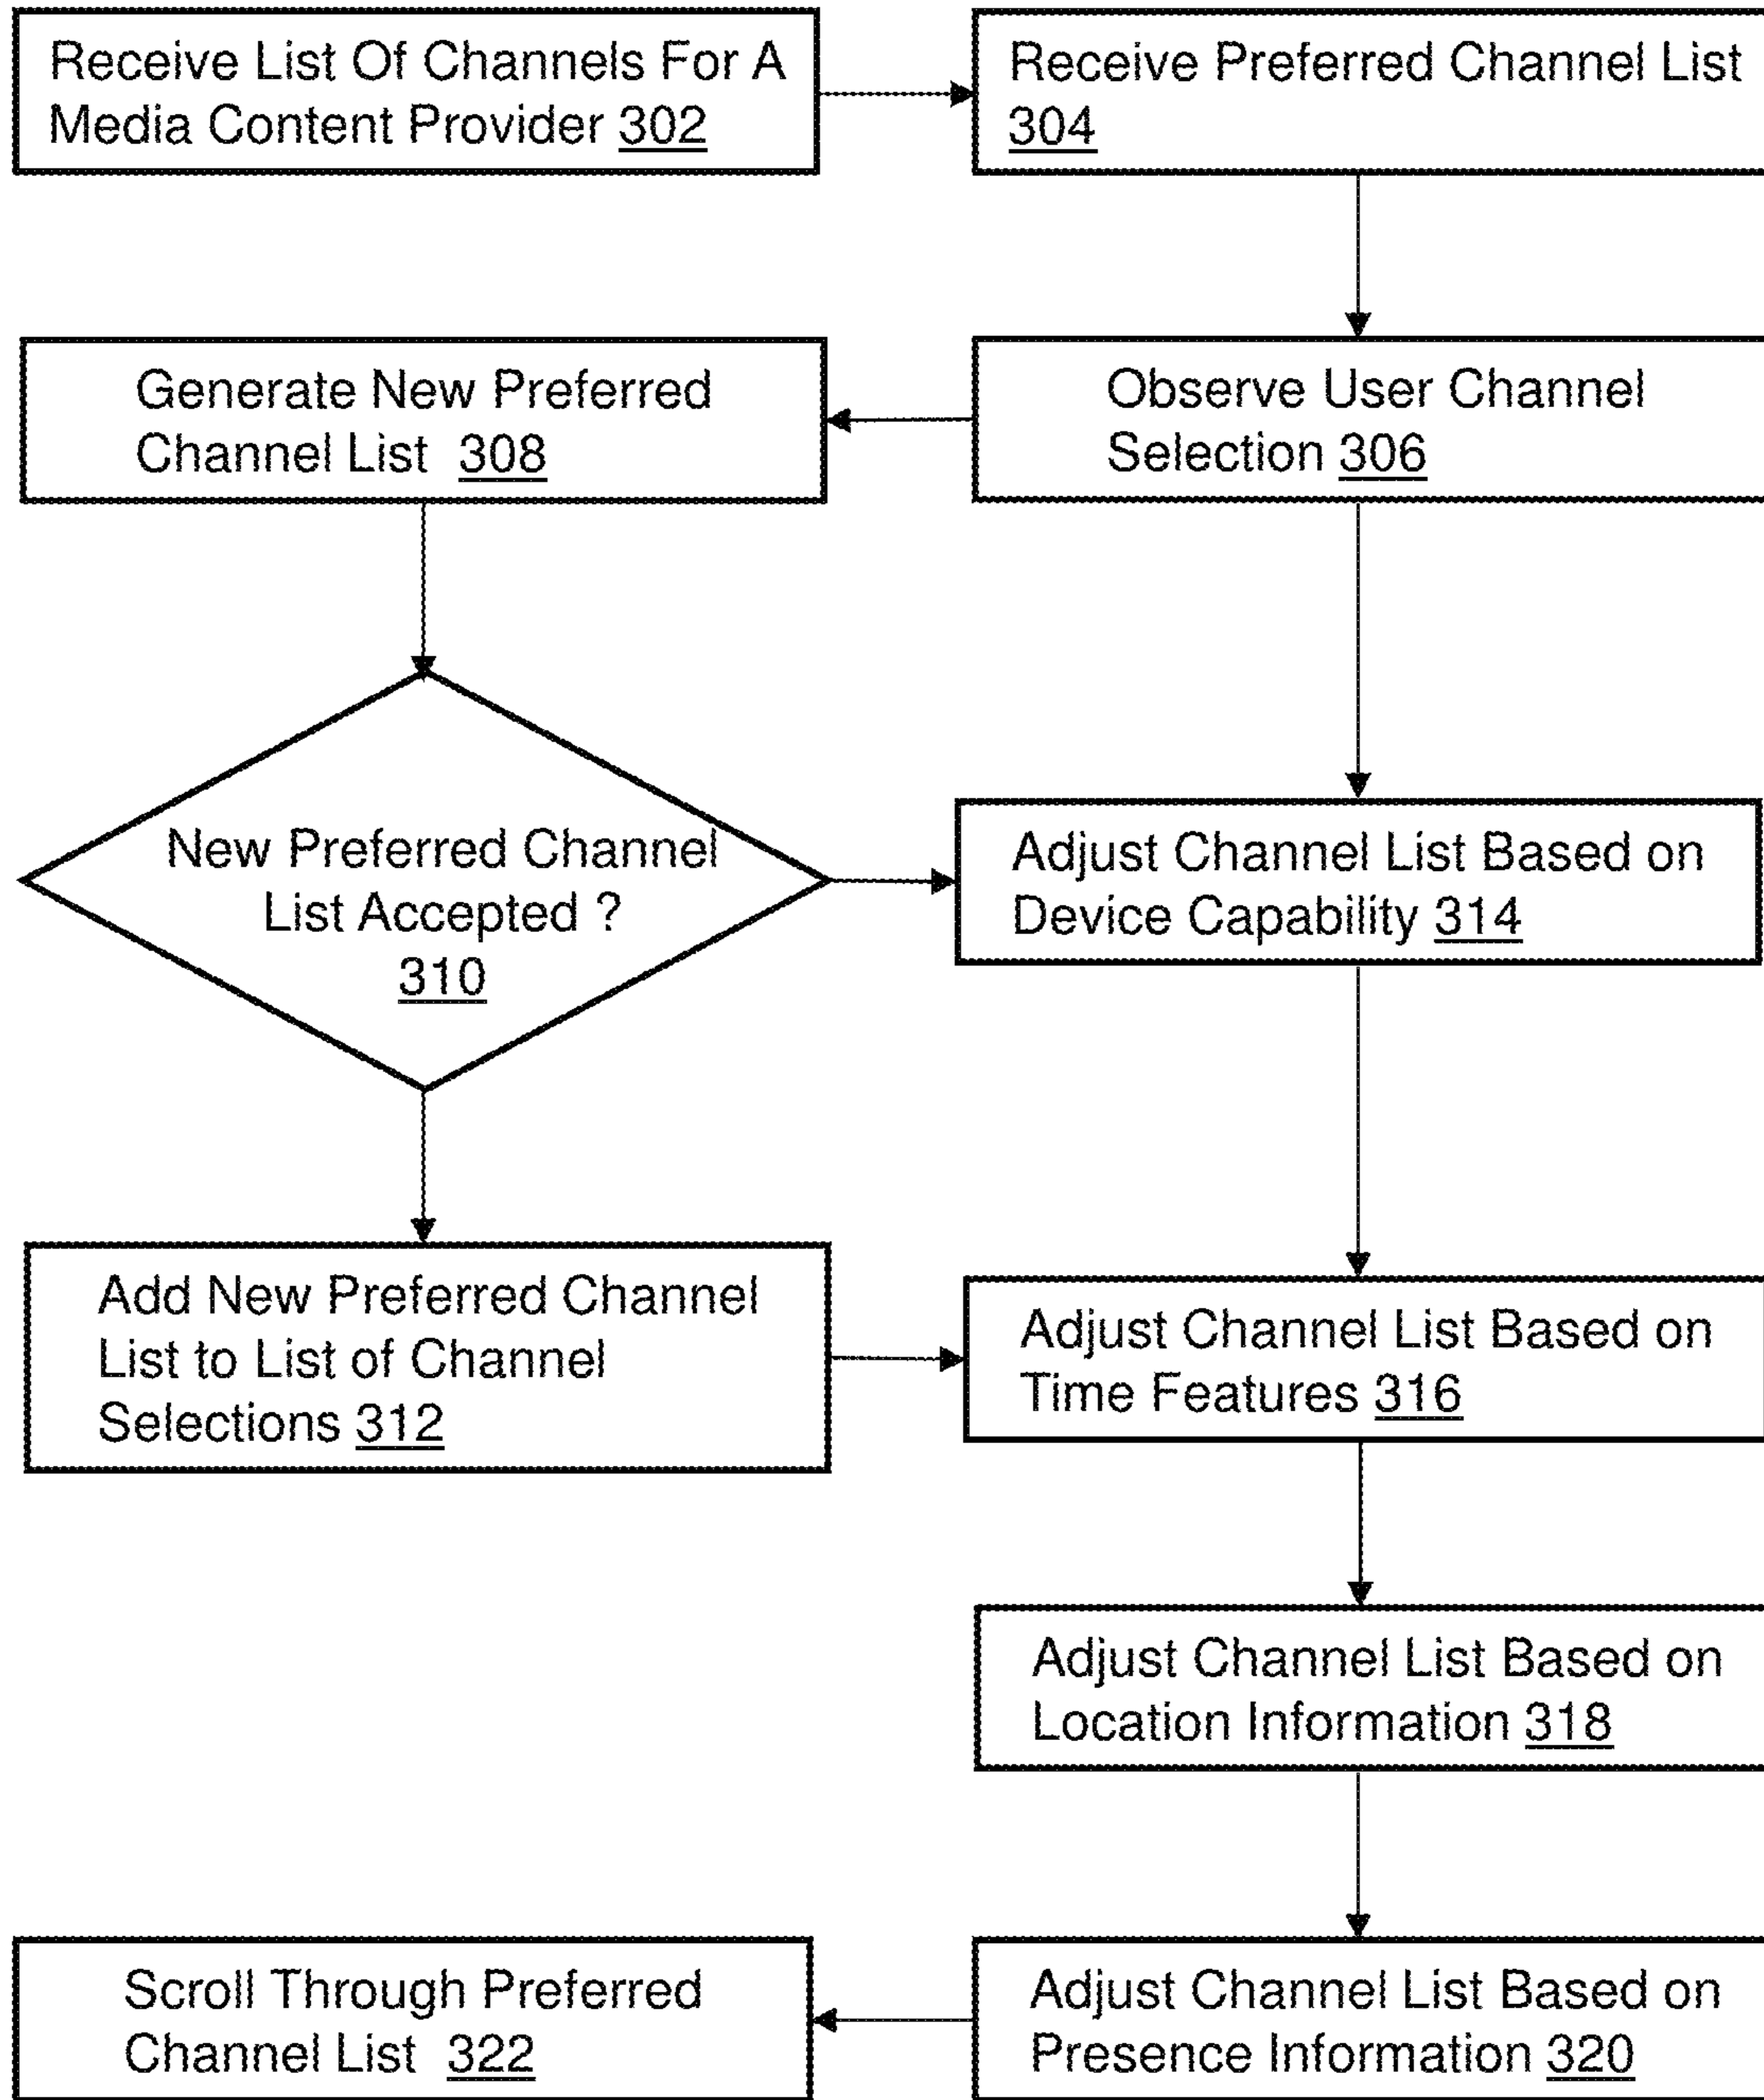 Receive List Of Channels For A
Media Content Provider 302
Receive Preferred Channel List
304
Generate New Preferred
Channel List 308
Observe User Channel
Selection 306
New Preferred Channel
List Accepted ?
310
Adjust Channel List Based on
Device Capability 314
Add New Preferred Channel
List to List of Channel
Selections 312
Adjust Channel List Based on
Time Features 316
Adjust Channel List Based on
Location Information 318
Scroll Through Preferred
Channel List 322
Adjust Channel List Based on
Presence Information 320